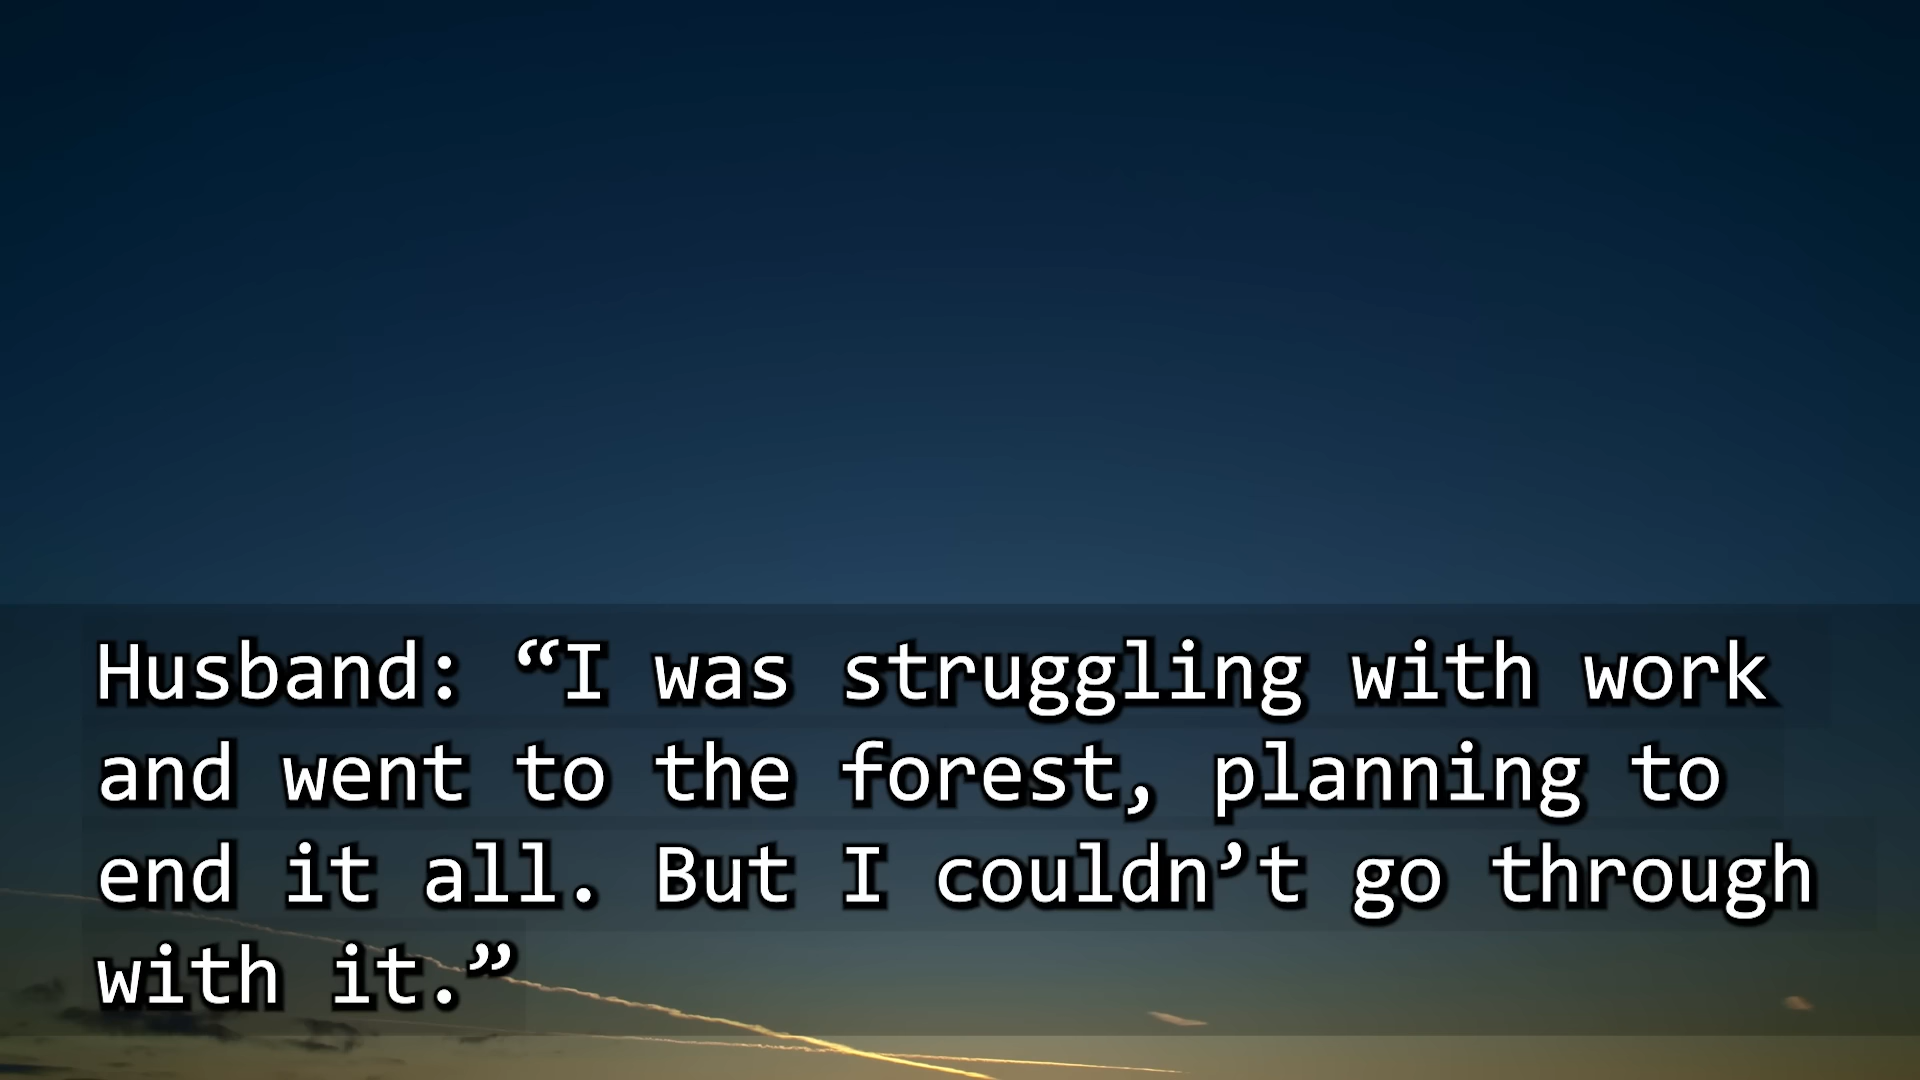 Husband: “I was struggling with work
and went to the forest, planning to
end it all. But I couldn’t go through
with it.”